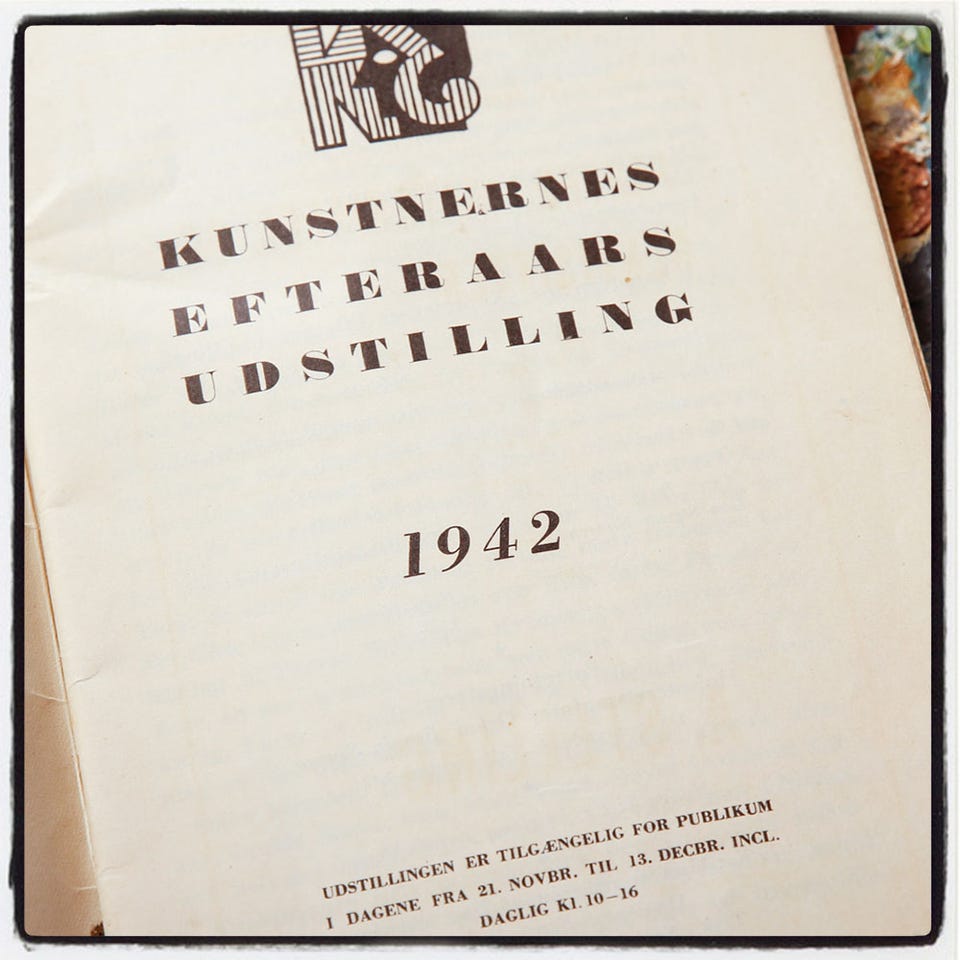 KUNSTNERNES
EFTERAARS
UDSTILLING
1942
UDSTILLINGEN ER TILGÆNGELIG FOR PUBLIKUM
I DAGENE FRA 21. NOVBR. TIL 13. DECBR. INCL.
DAGLIG Kl. 10–16